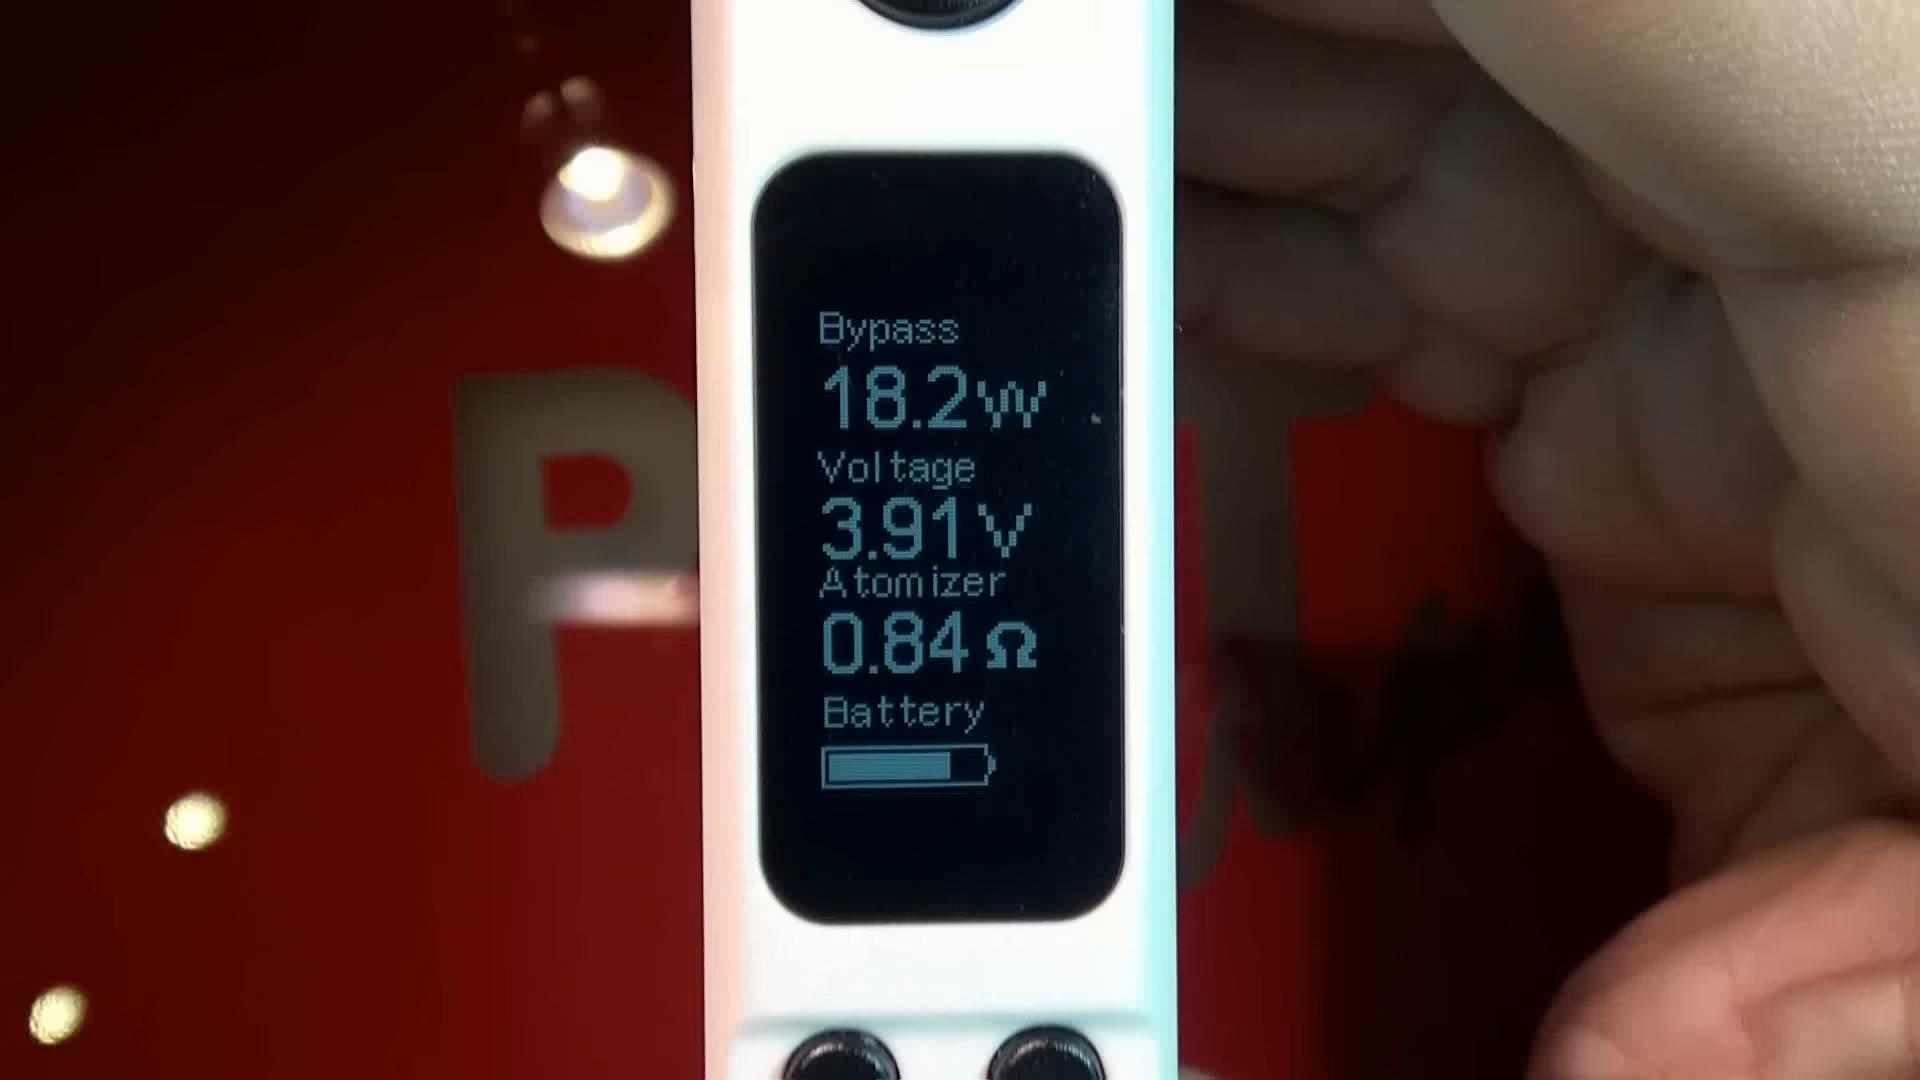 Bypass
18.2W
Voltage
3.91V
Atomizer
0.84Ω
Battery